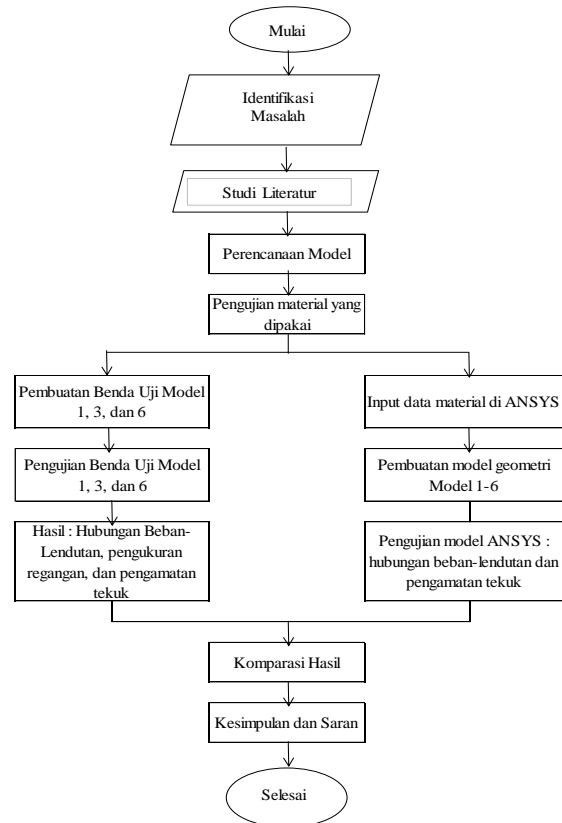 Mulai
Identifikasi
Masalah
Studi Literatur
Perencanaan Model
Pengujian material yang
dipakai
Pembuatan Benda Uji Model
1, 3, dan 6
Input data material di ANSYS
Pengujian Benda Uji Model
1, 3, dan 6
Pembuatan model geometri
Model 1-6
Hasil : Hubungan Beban-
Lendutan, pengukuran
regangan, dan pengamatan
tekuk
Pengujian model ANSYS :
hubungan beban-lendutan dan
pengamatan tekuk
Komparasi Hasil
Kesimpulan dan Saran
Selesai